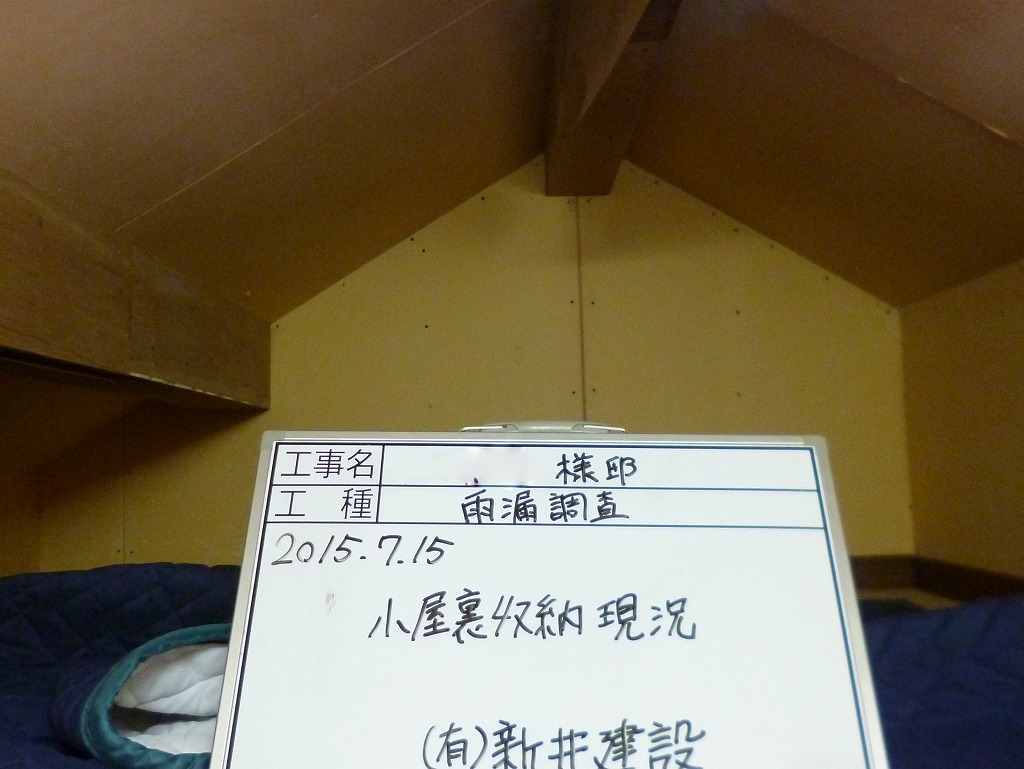 工事名 様邸
工 種 雨漏調査
2015.7.15
小屋裏収納現況
(有)新井建設